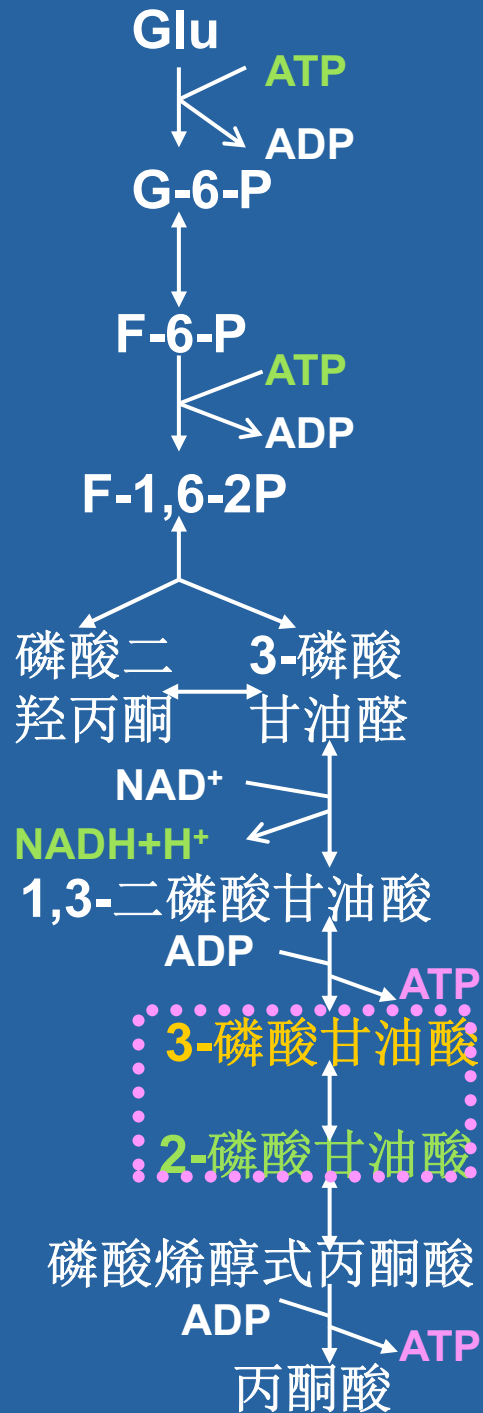 Glu
ATP
ADP
G-6-P
F-6-P
ATP
ADP
F-1,6-2P
磷酸二
羟丙酮
3-磷酸
甘油醛
NAD⁺
NADH+H⁺
1,3-二磷酸甘油酸
ADP
ATP
3-磷酸甘油酸
2-磷酸甘油酸
磷酸烯醇式丙酮酸
ADP
ATP
丙酮酸